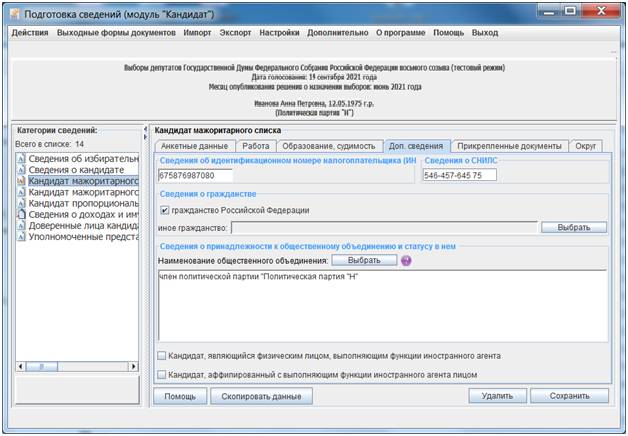 Подготовка сведений (модуль "Кандидат")
Действия Выходные формы документов Импорт Экспорт Настройки Дополнительно О программе Помощь Выход
...
Выборы депутатов Государственной Думы Федерального Собрания Российской Федерации восьмого созыва (тестовый режим)
Дата голосования: 19 сентября 2021 года
Месяц опубликования решения о назначении выборов: июнь 2021 года
Иванова Анна Петровна, 12.05.1975 г.р.
(Политическая партия "Н")
Категории сведений:
Всего в списке: 14
Сведения об избирательн
Сведения о кандидате
Кандидат мажоритарного
Кандидат мажоритарного
Кандидат пропорциональ
Сведения о доходах и иму
Доверенные лица кандида
Уполномоченные предста
Кандидат мажоритарного списка
Анкетные данные Работа Образование, судимость Доп. сведения Прикрепленные документы Округ
Сведения об идентификационном номере налогоплательщика (ИН Сведения о СНИЛС
675876987080 546-457-645 75
Сведения о гражданстве
гражданство Российской Федерации
иное гражданство: Выбрать
Сведения о принадлежности к общественному объединению и статусу в нем
Наименование общественного объединения: Выбрать ?
член политической партии "Политическая партия "Н"
Кандидат, являющийся физическим лицом, выполняющим функции иностранного агента
Кандидат, аффилированный с выполняющим функции иностранного агента лицом
Помощь Скопировать данные Удалить Сохранить